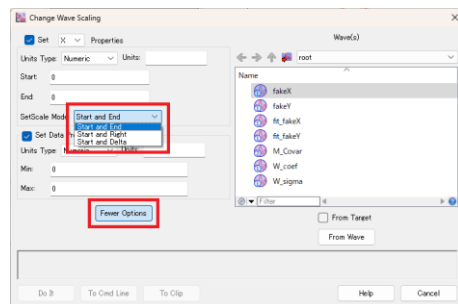 Change Wave Scaling
Set X Properties
Units Type: Numeric Units:
Start 0
End 0
SetScale Mode: Start and End
Start and End
Start and Right
Start and Delta
Set Data
Units Type:
Min: 0
Max: 0
Fewer Options
Wave(s)
root
Name
fakeX
fakeY
fit_fakeX
fit_fakeY
M_Covar
W_coef
W_sigma
Filter
From Target
From Wave
Do It To Cmd Line To Clip Help Cancel